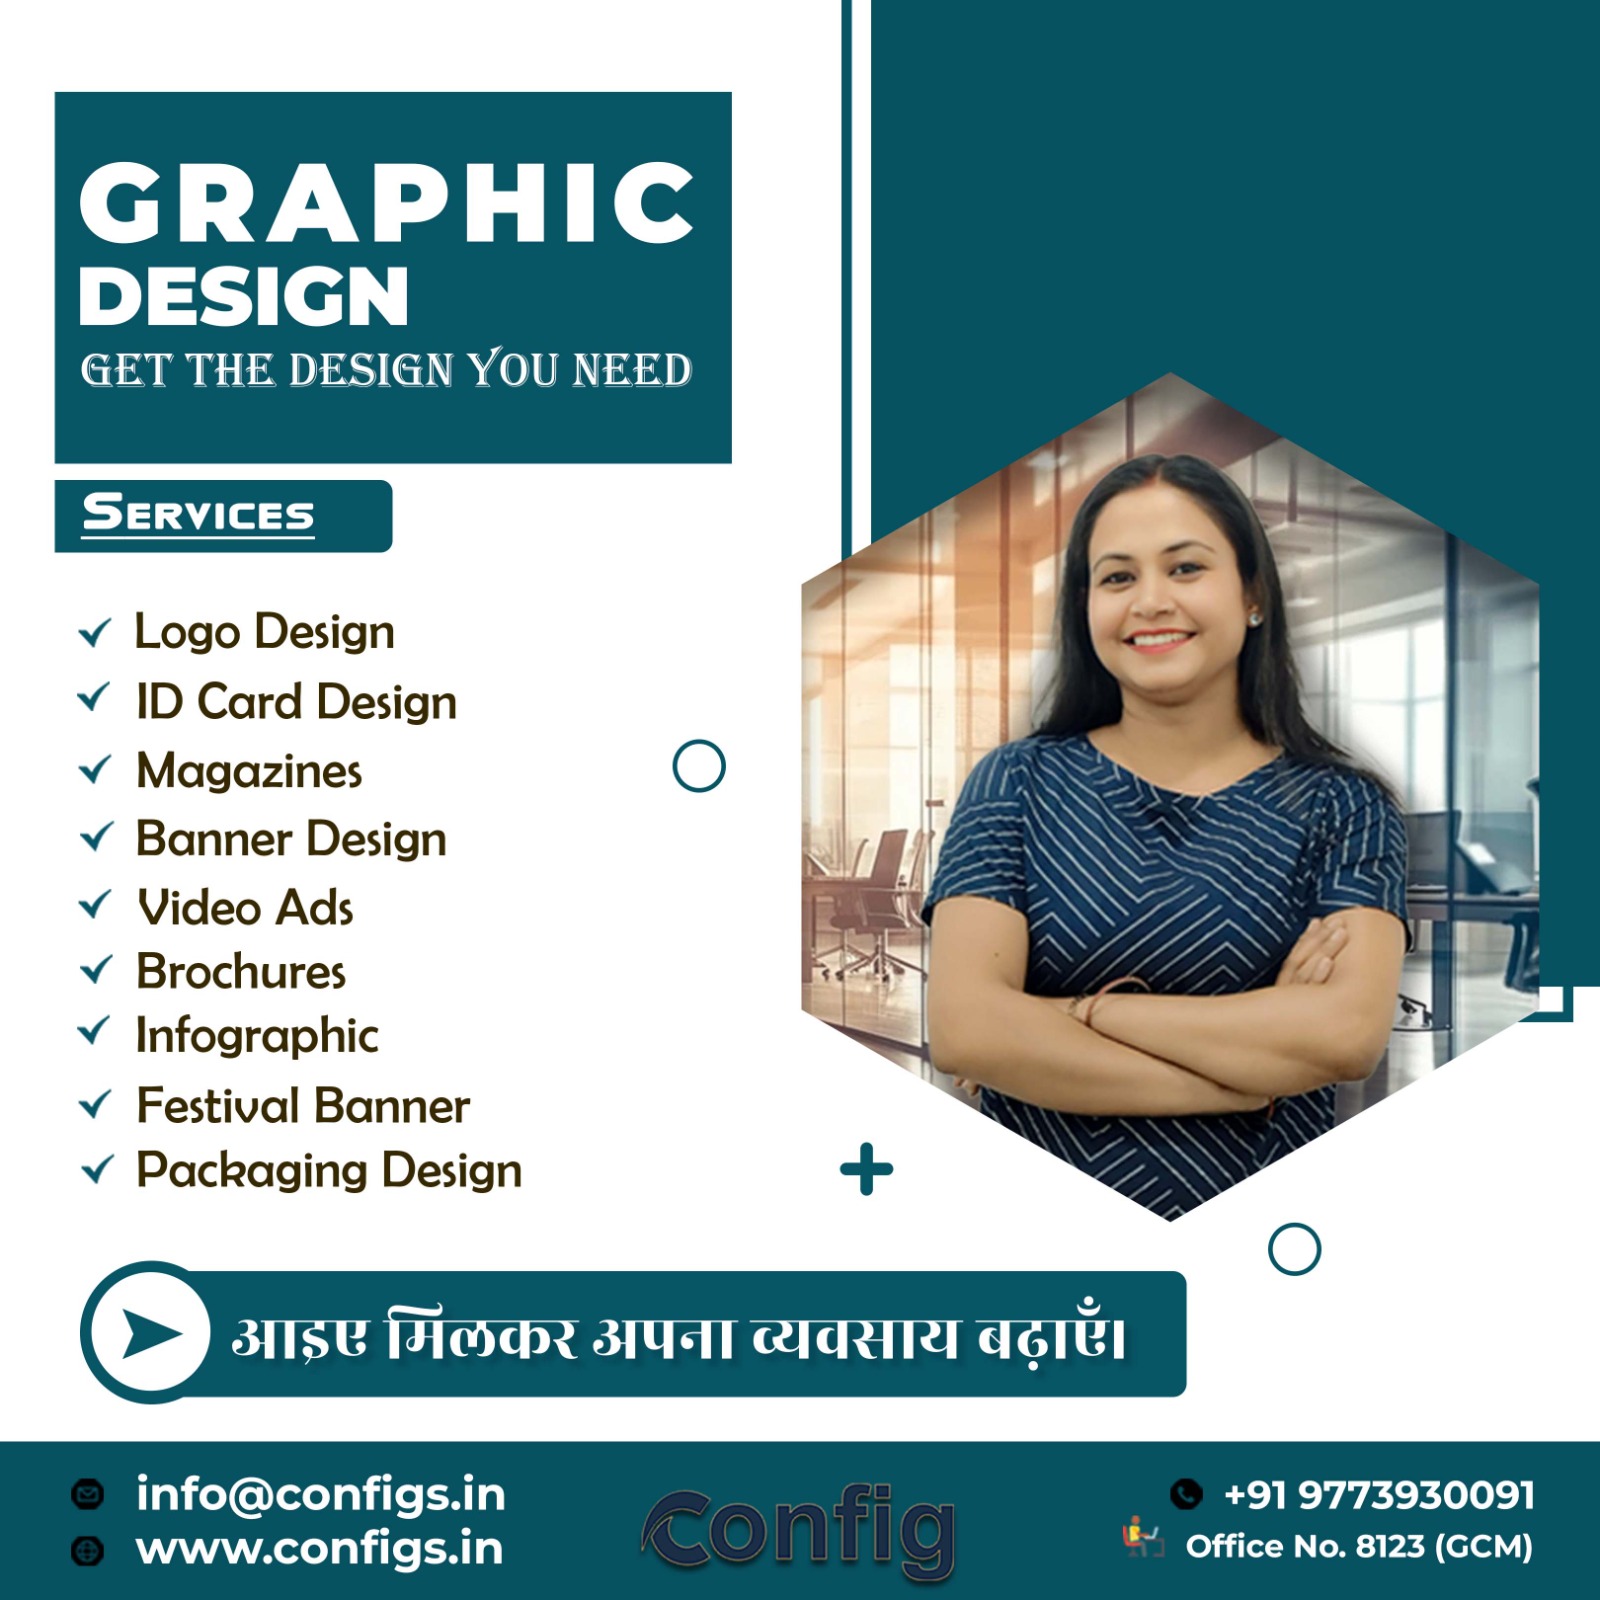 GRAPHIC
DESIGN
GET THE DESIGN YOU NEED
SERVICES
Logo Design
ID Card Design
Magazines
Banner Design
Video Ads
Brochures
Infographic
Festival Banner
Packaging Design
आइए मिलकर अपना व्यवसाय बढ़ाएँ।
info@configs.in
www.configs.in
Config
+91 9773930091
Office No. 8123 (GCM)